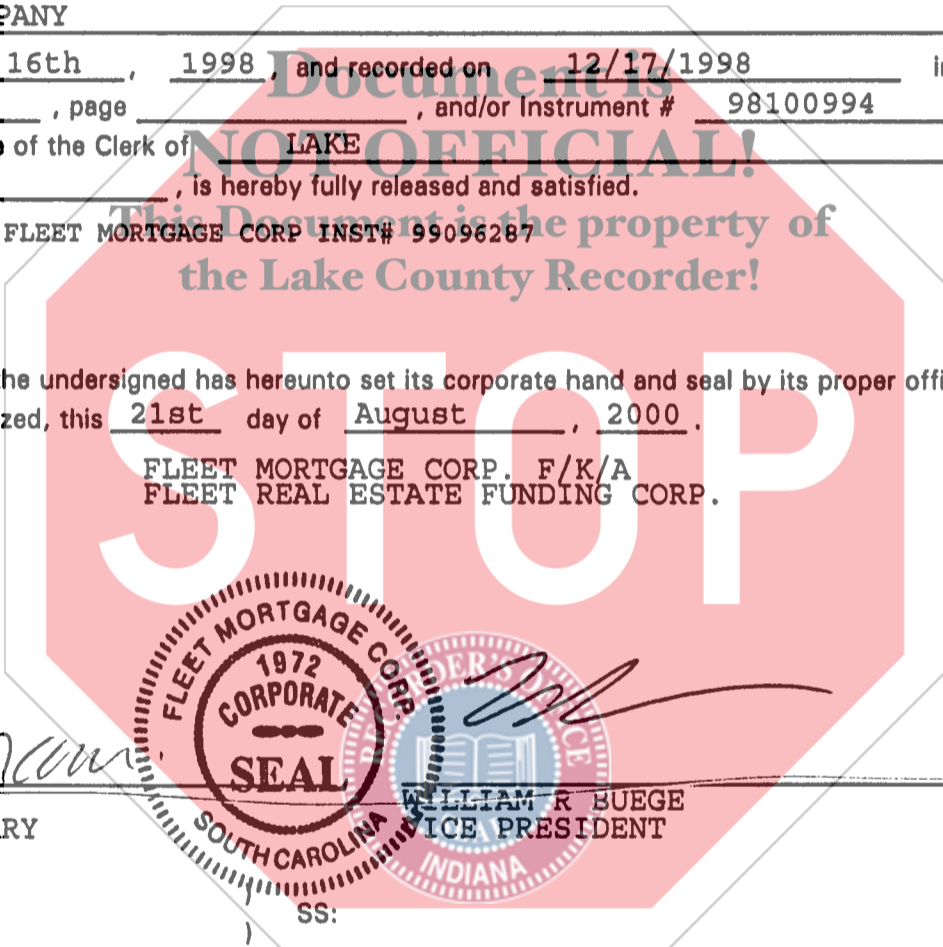 PANY
16th , 1998 , and recorded on 12/17/1998
Document is
, page , and/or Instrument # 98100994
of the Clerk of LAKE
NOT OFFICIAL!
, is hereby fully released and satisfied.
This Document is the property of
FLEET MORTGAGE CORP INST# 99096287
the Lake County Recorder!
STOP
the undersigned has hereunto set its corporate hand and seal by its proper offi
zed, this 21st day of August , 2000 .
FLEET MORTGAGE CORP. F/K/A
FLEET REAL ESTATE FUNDING CORP.
FLEET MORTGAGE CORP.
1972
CORPORATE
SEAL
SOUTH CAROLINA
RECORDER'S OFFICE
INDIANA
WILLIAM R BUEGE
RY VICE PRESIDENT
SS:
)